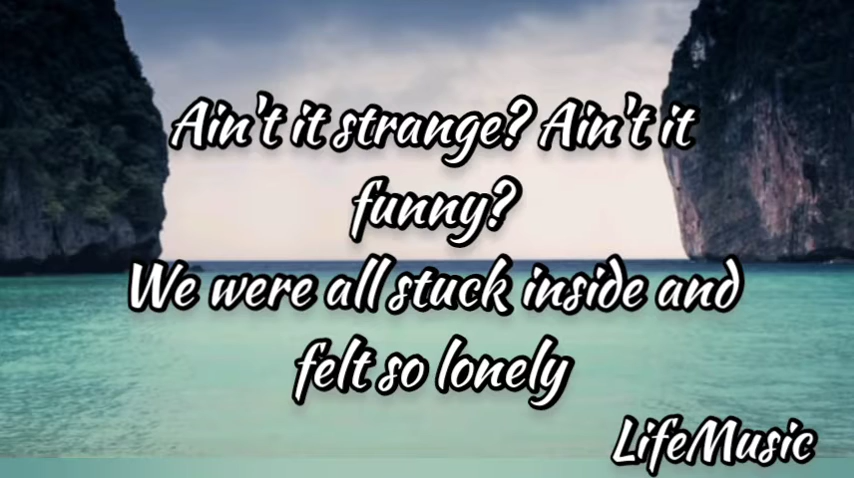 Ain't it strange? Ain't it
funny?
We were all stuck inside and
felt so lonely
LifeMusic